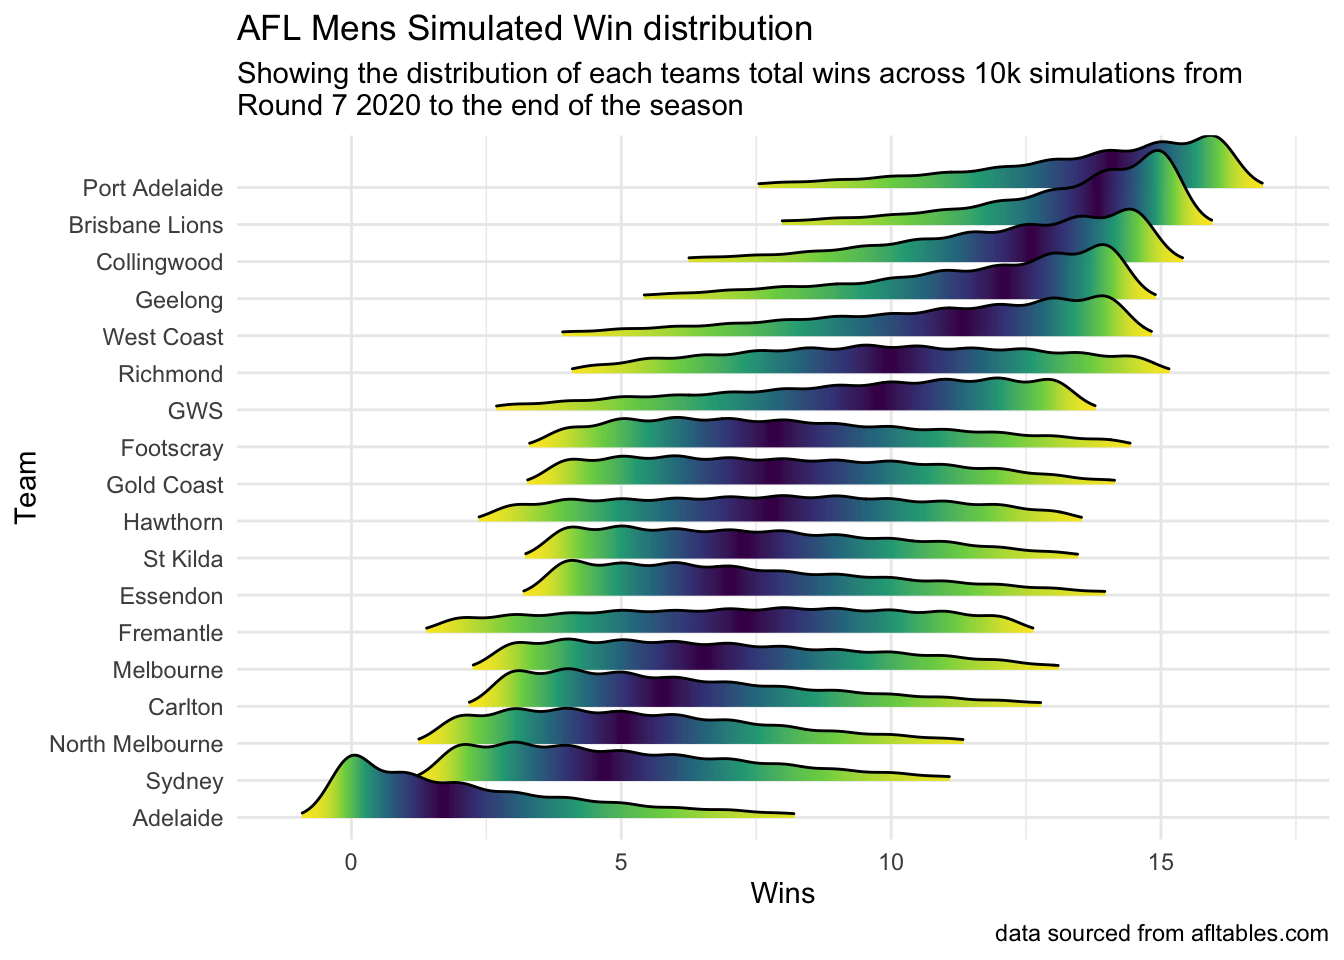 AFL Mens Simulated Win distribution
Showing the distribution of each teams total wins across 10k simulations from
Round 7 2020 to the end of the season
Team
Port Adelaide
Brisbane Lions
Collingwood
Geelong
West Coast
Richmond
GWS
Footscray
Gold Coast
Hawthorn
St Kilda
Essendon
Fremantle
Melbourne
Carlton
North Melbourne
Sydney
Adelaide
0 5 10 15
Wins
data sourced from afltables.com